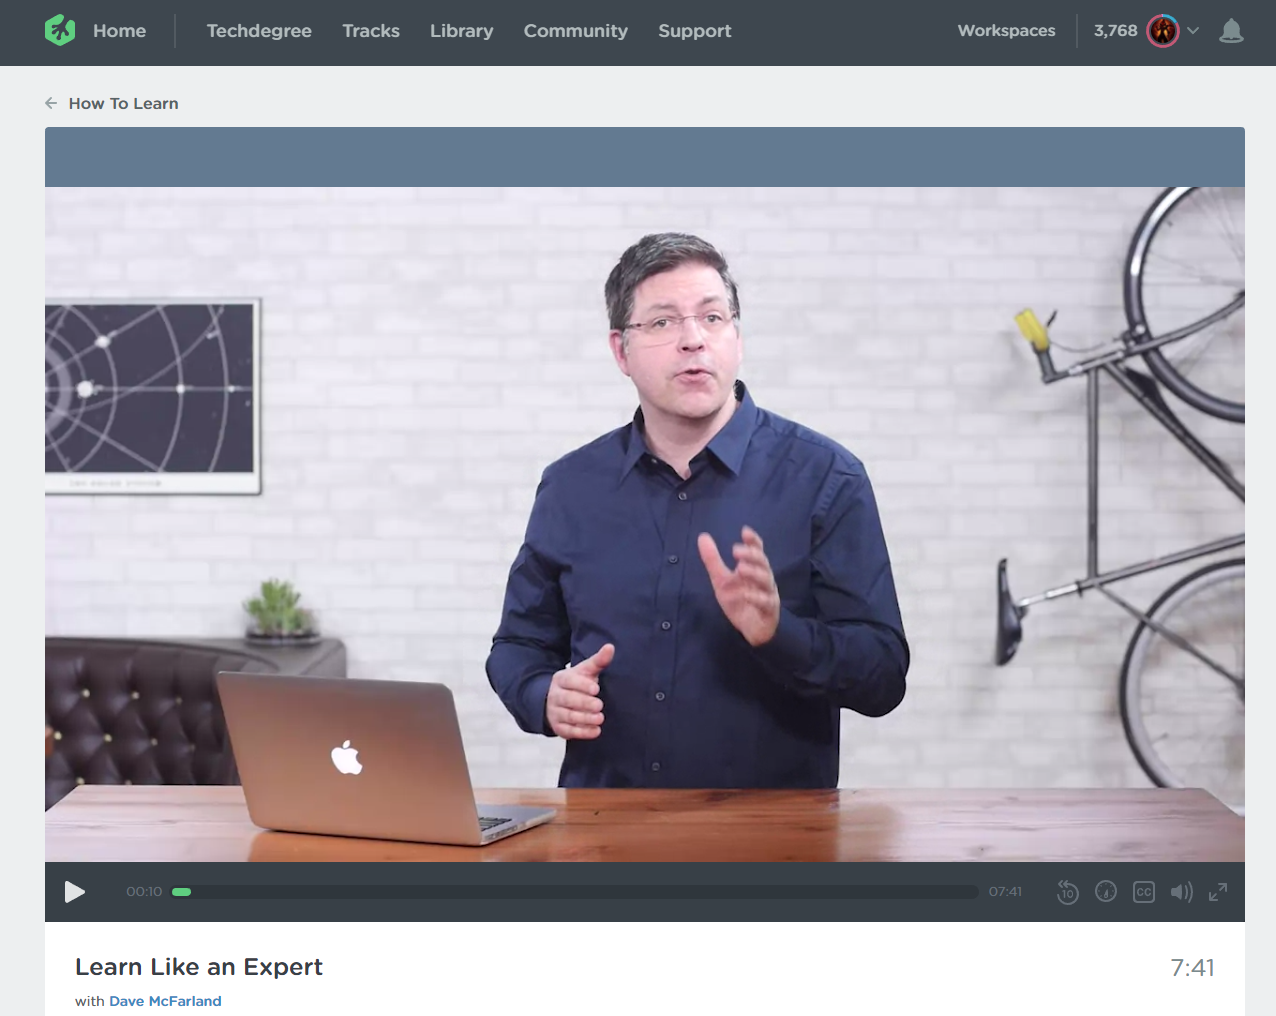 Home Techdegree Tracks Library Community Support Workspaces 3,768
How To Learn
00:10 07:41 10 CC
Learn Like an Expert 7:41
with Dave McFarland